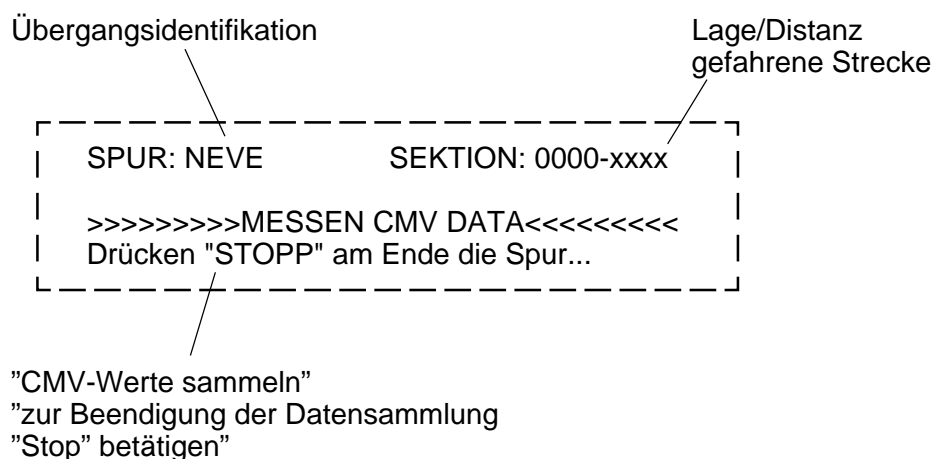 Übergangsidentifikation
Lage/Distanz
gefahrene Strecke
SPUR: NEVE SEKTION: 0000-xxxx
>>>>>>>>>MESSEN CMV DATA<<<<<<<<<
Drücken "STOPP" am Ende die Spur...
”CMV-Werte sammeln”
"zur Beendigung der Datensammlung
"Stop” betätigen”